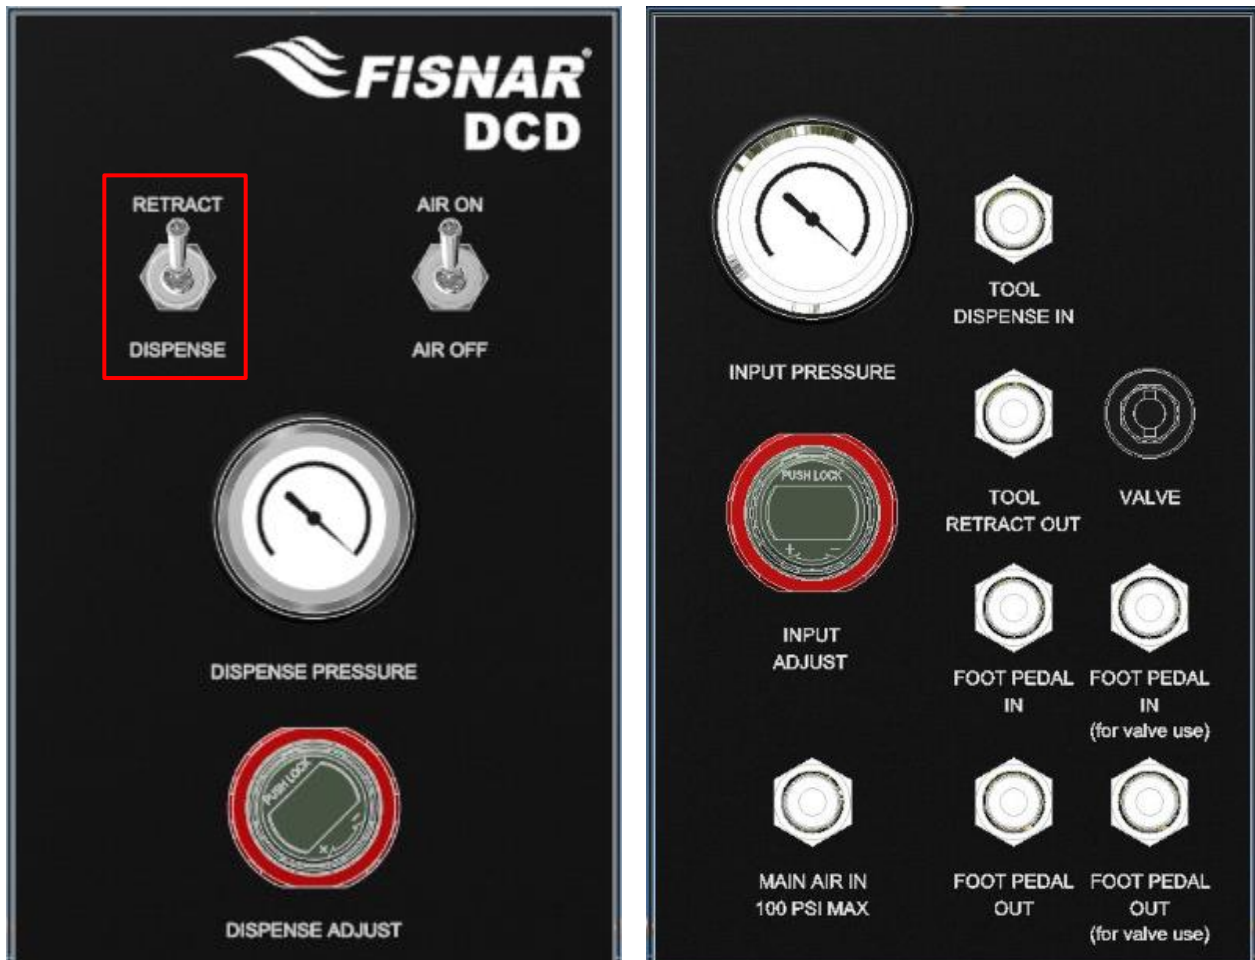 FISNAR®
DCD
RETRACT
AIR ON
DISPENSE
AIR OFF
DISPENSE PRESSURE
PUSH LOCK
DISPENSE ADJUST
TOOL
DISPENSE IN
INPUT PRESSURE
PUSH LOCK
+ −
TOOL
RETRACT OUT
VALVE
INPUT
ADJUST
FOOT PEDAL
IN
FOOT PEDAL
IN
(for valve use)
MAIN AIR IN
100 PSI MAX
FOOT PEDAL
OUT
FOOT PEDAL
OUT
(for valve use)